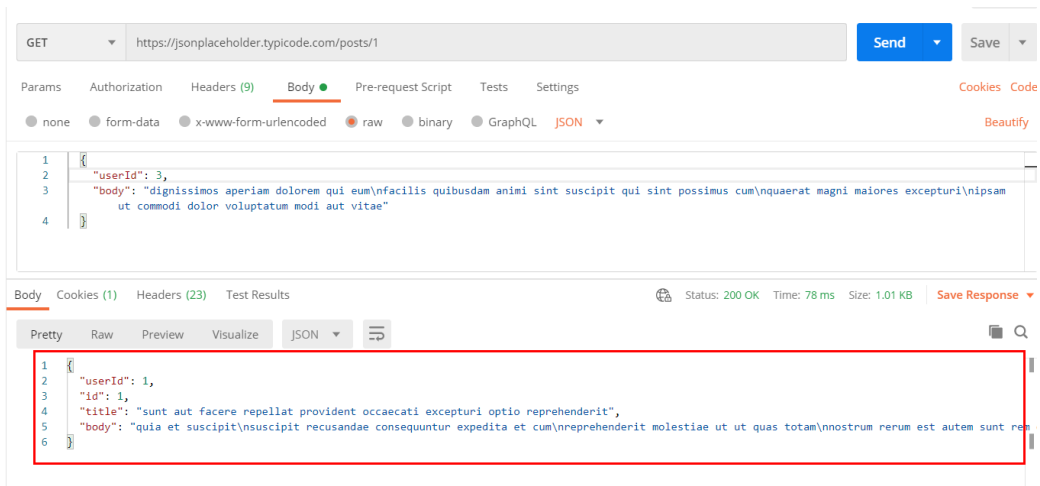 GET https://jsonplaceholder.typicode.com/posts/1 Send Save
Params Authorization Headers (9) Body Pre-request Script Tests Settings Cookies Code
none form-data x-www-form-urlencoded raw binary GraphQL JSON Beautify
1 {
2 "userId": 3,
3 "body": "dignissimos aperiam dolorem qui eum\nfacilis quibusdam animi sint suscipit qui sint possimus cum\nquaerat magni maiores excepturi\nipsam
ut commodi dolor voluptatum modi aut vitae"
4 }
Body Cookies (1) Headers (23) Test Results Status: 200 OK Time: 78 ms Size: 1.01 KB Save Response
Pretty Raw Preview Visualize JSON
1 {
2 "userId": 1,
3 "id": 1,
4 "title": "sunt aut facere repellat provident occaecati excepturi optio reprehenderit",
5 "body": "quia et suscipit\nsuscipit recusandae consequuntur expedita et cum\nreprehenderit molestiae ut ut quas totam\nnostrum rerum est autem sunt rem
6 }